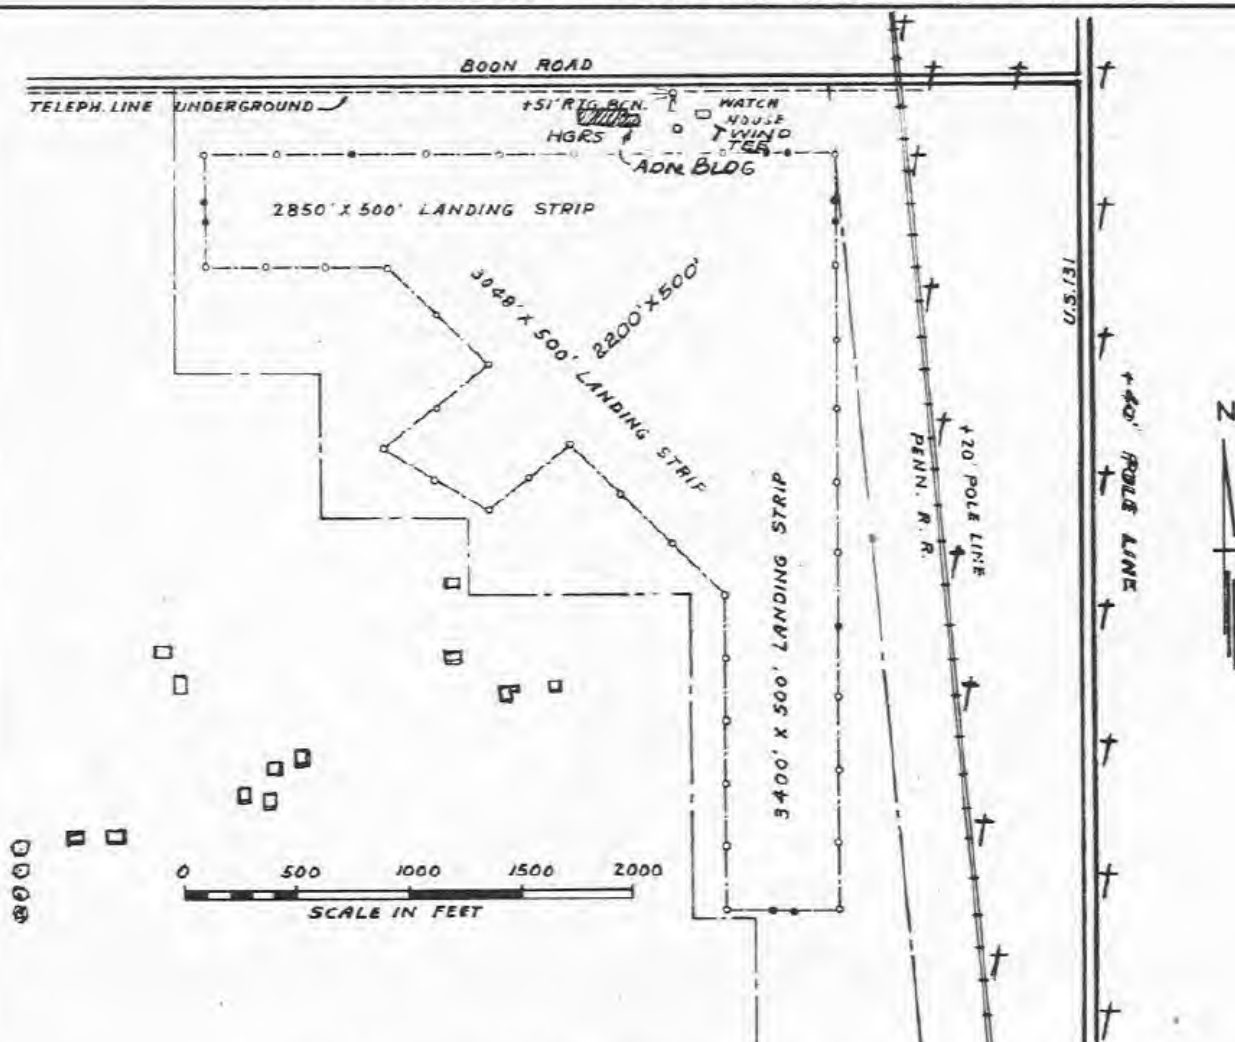 BOON ROAD
TELEPH. LINE UNDERGROUND
+51' RTG. BCN.
WATCH
HOUSE
HGRS
WIND
TEE
ADM. BLDG
2850' X 500' LANDING STRIP
3048' X 500' LANDING STRIP
2200' X 500'
3400' X 500' LANDING STRIP
+20' POLE LINE
PENN. R. R.
U.S. 131
+40' POLE LINE
N
0 500 1000 1500 2000
SCALE IN FEET